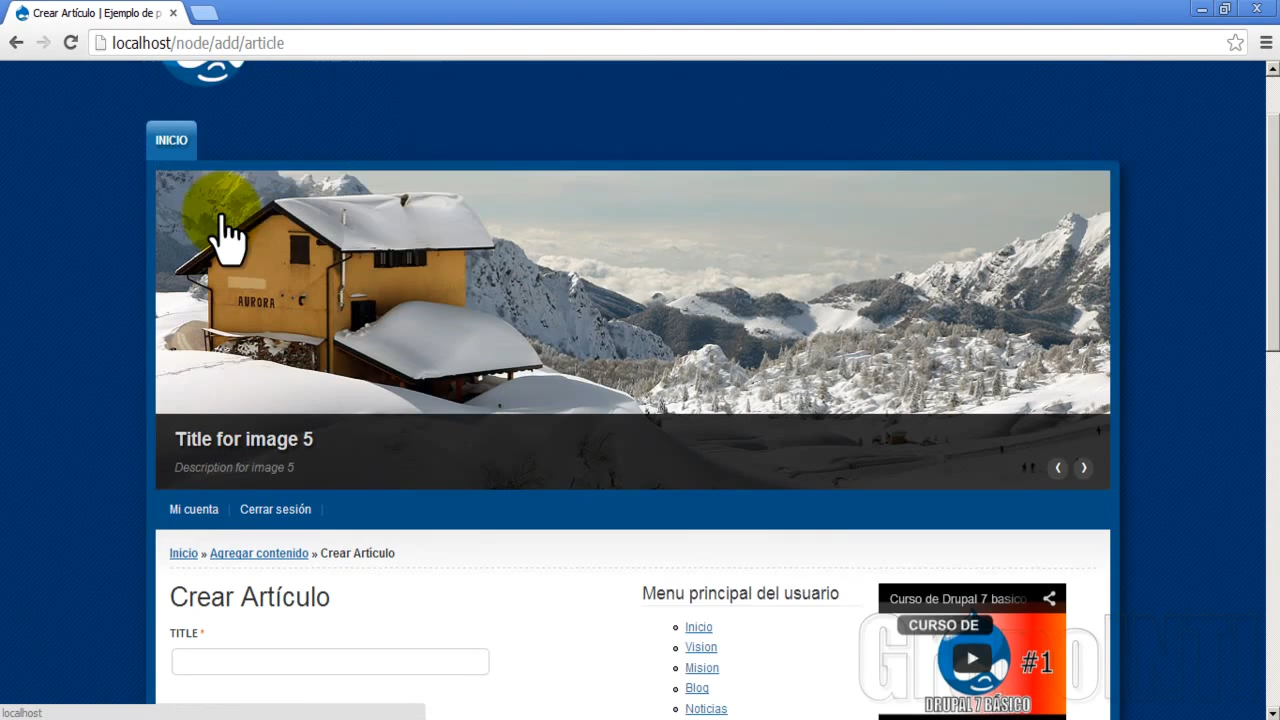 Crear Artículo | Ejemplo de p
localhost/node/add/article
INICIO
AURORA
Title for image 5
Description for image 5
Mi cuenta
Cerrar sesión
Inicio » Agregar contenido » Crear Artículo
Crear Artículo
TITLE *
Menu principal del usuario
Inicio
Vision
Mision
Blog
Noticias
Curso de Drupal 7 basico
CURSO DE
#1
DRUPAL 7 BÁSICO
localhost